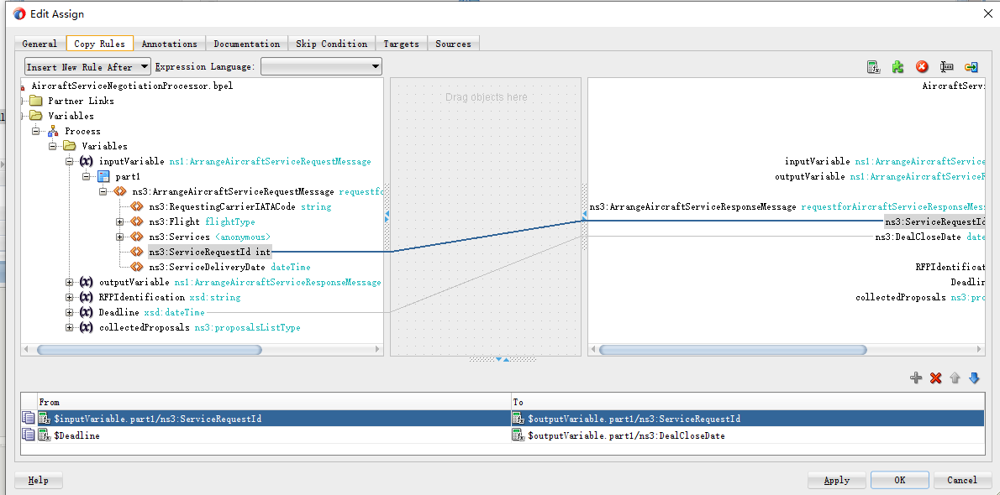 Edit Assign
General Copy Rules Annotations Documentation Skip Condition Targets Sources
Insert New Rule After Expression Language:
AircraftServiceNegotiationProcessor.bpel
Partner Links
Variables
Process
Variables
inputVariable ns1:ArrangeAircraftServiceRequestMessage
part1
ns3:ArrangeAircraftServiceRequestMessage requestfo
ns3:RequestingCarrierIATACode string
ns3:Flight flightType
ns3:Services <anonymous>
ns3:ServiceRequestId int
ns3:ServiceDeliveryDate dateTime
outputVariable ns1:ArrangeAircraftServiceResponseMessage
RFPIdentification xsd:string
Deadline xsd:dateTime
collectedProposals ns3:proposalsListType
Drag objects here
AircraftServ
inputVariable ns1:ArrangeAircraftService
outputVariable ns1:ArrangeAircraftServiceR
ns3:ArrangeAircraftServiceResponseMessage requestforAircraftServiceResponseMes
ns3:ServiceRequestId
ns3:DealCloseDate date
RFPIdentificat
Deadlin
collectedProposals ns3:pro
From To
$inputVariable.part1/ns3:ServiceRequestId $outputVariable.part1/ns3:ServiceRequestId
$Deadline $outputVariable.part1/ns3:DealCloseDate
Help Apply OK Cancel